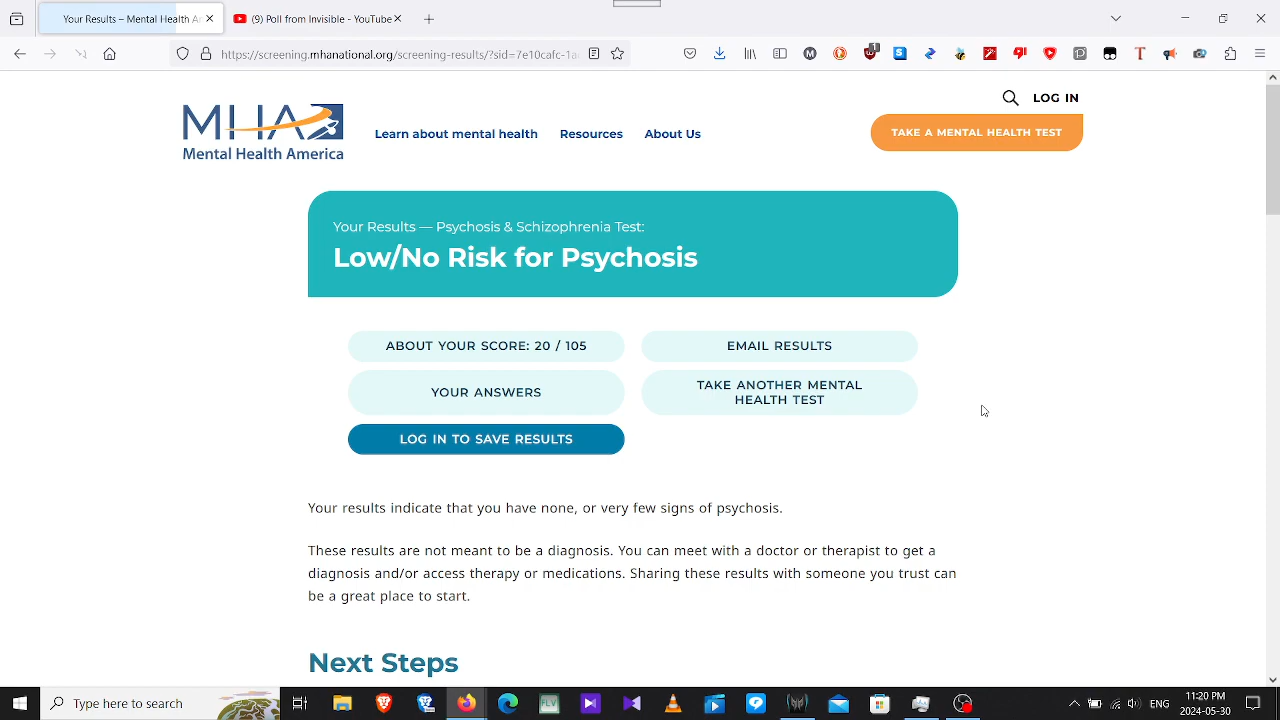 Your Results – Mental Health Am
(9) Poll from Invisible - YouTube
https://screening.mhanational.org/screening-results/?sid=7e10cafc-1a
LOG IN
MHA
Mental Health America
Learn about mental health
Resources
About Us
TAKE A MENTAL HEALTH TEST
Your Results — Psychosis & Schizophrenia Test:
Low/No Risk for Psychosis
ABOUT YOUR SCORE: 20 / 105
EMAIL RESULTS
YOUR ANSWERS
TAKE ANOTHER MENTAL
HEALTH TEST
LOG IN TO SAVE RESULTS
Your results indicate that you have none, or very few signs of psychosis.
These results are not meant to be a diagnosis. You can meet with a doctor or therapist to get a
diagnosis and/or access therapy or medications. Sharing these results with someone you trust can
be a great place to start.
Next Steps
Type here to search
FLV
ENG
11:20 PM
2024-05-30